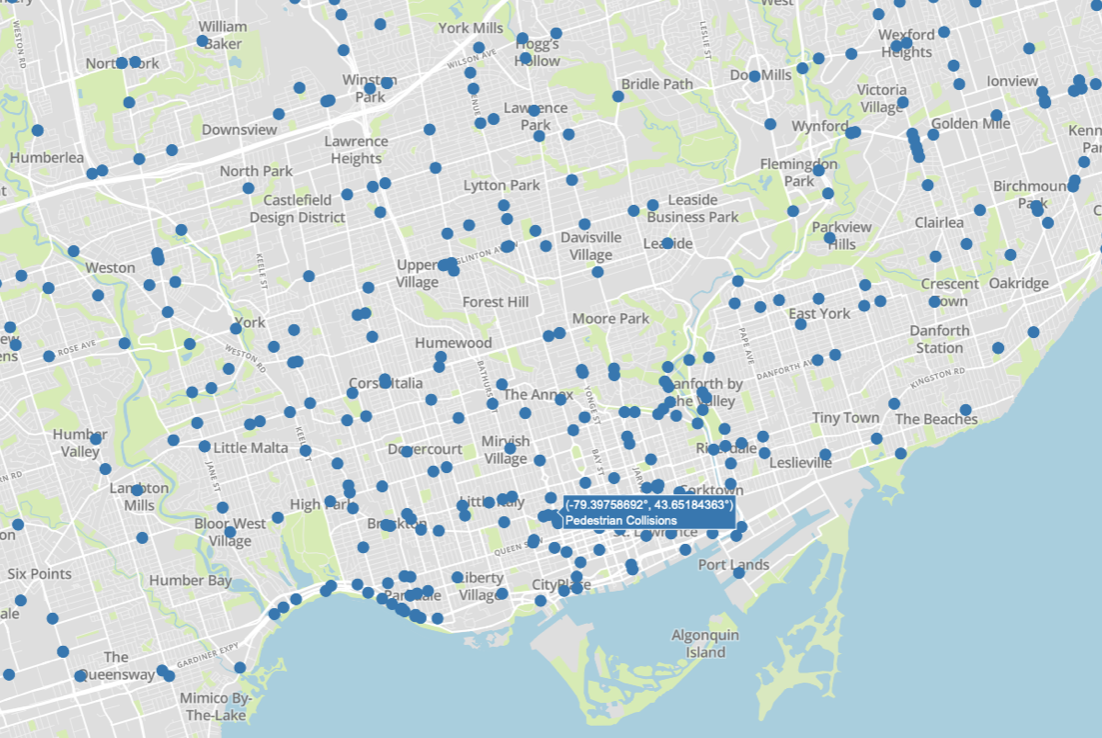 West
William
Baker
York Mills
Hogg's
Hollow
Wexford
Heights
WESTON RD
LESLIE ST
WILSON AVE
North York
Winston
Park
Bridle Path
Don Mills
Ionview
Victoria
Village
Lawrence
Park
Downsview
Wynford
Golden Mile
Lawrence
Heights
Humberlea
North Park
Flemingdon
Park
Lytton Park
Birchmount
Park
Castlefield
Design District
Leaside
Business Park
Clairlea
Parkview
Hills
Davisville
Village
Leaside
EGLINTON AVE
Weston
KEELE ST
Upper
Village
Crescent
Town
Oakridge
Forest Hill
East York
Moore Park
York
Danforth
Station
Humewood
PAPE AVE
ROSE AVE
WESTON RD
BATHURST
DANFORTH AVE
KINGSTON RD
Corso Italia
The Annex
YONGE ST
Danforth by
the Valley
Tiny Town
The Beaches
Humber
Valley
Little Malta
KEELE
Dovercourt
Mirvish
Village
BAY ST
Riverdale
Leslieville
JANE ST
Lambton
Mills
High Park
Little Italy
Corktown
(-79.39758692°, 43.65184363°)
Pedestrian Collisions
Bloor West
Village
Brockton
St. Lawrence
QUEEN S
Six Points
Humber Bay
Port Lands
Liberty
Village
CityPlace
Parkdale
Algonquin
Island
The
Queensway
GARDINER EXPY
Mimico By-
The-Lake